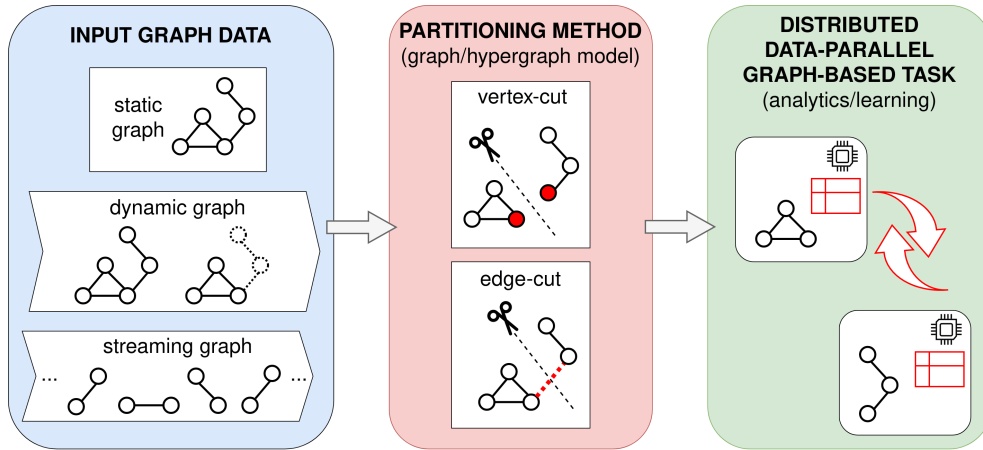 INPUT GRAPH DATA
static
graph
dynamic graph
streaming graph
...
...
PARTITIONING METHOD
(graph/hypergraph model)
vertex-cut
edge-cut
DISTRIBUTED
DATA-PARALLEL
GRAPH-BASED TASK
(analytics/learning)